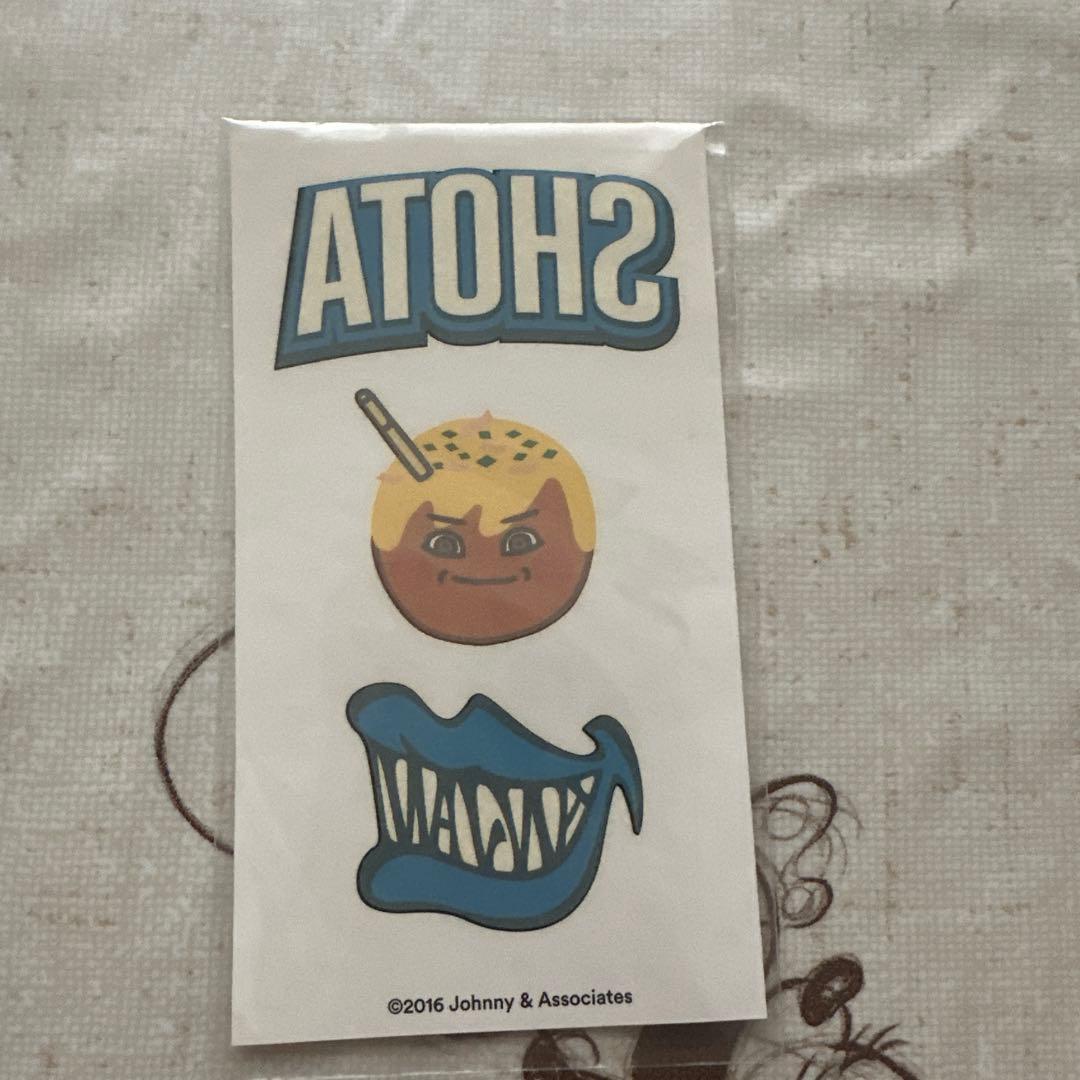 SHOTA
©2016 Johnny & Associates